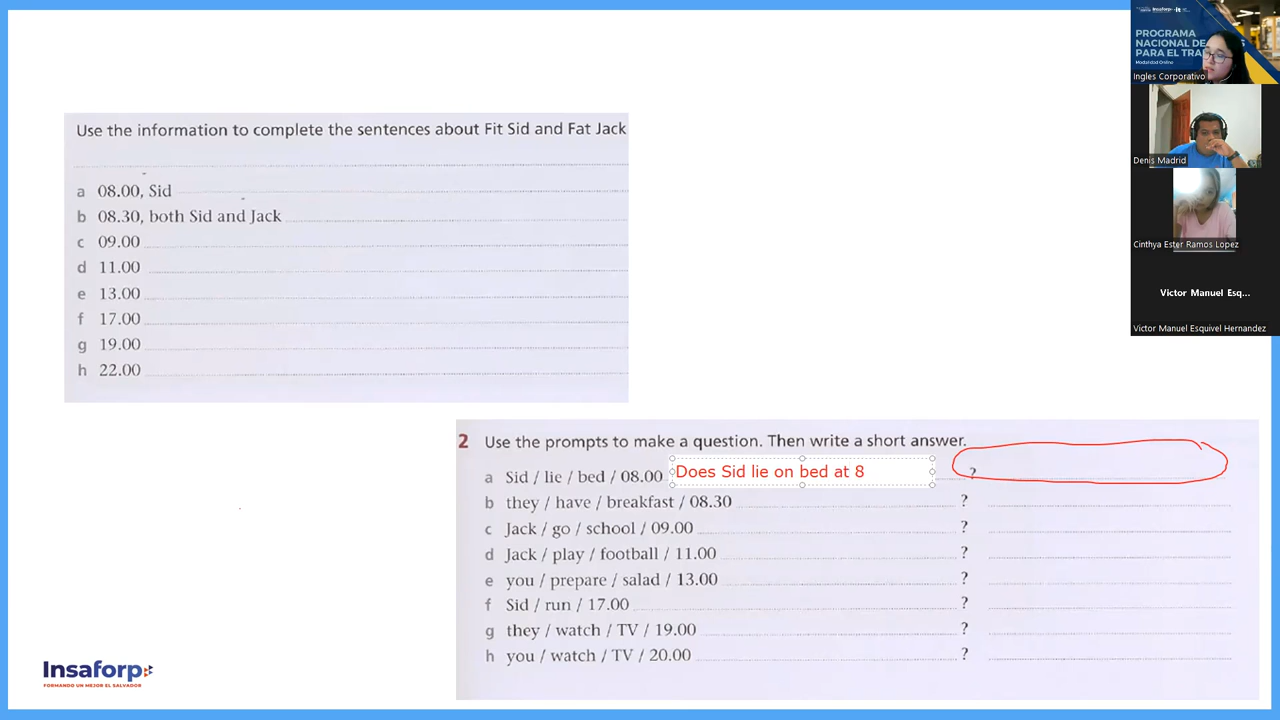 Use the information to complete the sentences about Fit Sid and Fat Jack
a 08.00, Sid
b 08.30, both Sid and Jack
c 09.00
d 11.00
e 13.00
f 17.00
g 19.00
h 22.00
2 Use the prompts to make a question. Then write a short answer.
a Sid / lie / bed / 08.00 Does Sid lie on bed at 8 ?
b they / have / breakfast / 08.30 ?
c Jack / go / school / 09.00 ?
d Jack / play / football / 11.00 ?
e you / prepare / salad / 13.00 ?
f Sid / run / 17.00 ?
g they / watch / TV / 19.00 ?
h you / watch / TV / 20.00 ?
Insaforp
FORMANDO UN MEJOR EL SALVADOR
Insaforp
PROGRAMA
NACIONAL DE
PARA EL TRA
Modalidad Online
Ingles Corporativo
Denis Madrid
Cinthya Ester Ramos Lopez
Victor Manuel Esq...
Victor Manuel Esquivel Hernandez